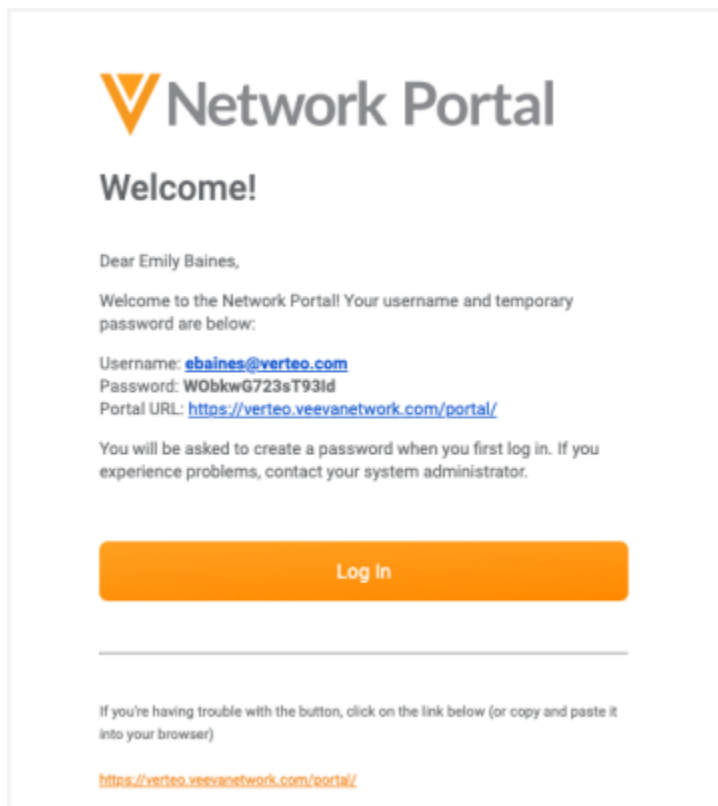 Network Portal
Welcome!
Dear Emily Baines,
Welcome to the Network Portal! Your username and temporary
password are below:
Username: ebaines@verteo.com
Password: WObkwG723sT93Id
Portal URL: https://verteo.veevanetwork.com/portal/
You will be asked to create a password when you first log in. If you
experience problems, contact your system administrator.
Log In
If you're having trouble with the button, click on the link below (or copy and paste it
into your browser)
https://verteo.veevanetwork.com/portal/